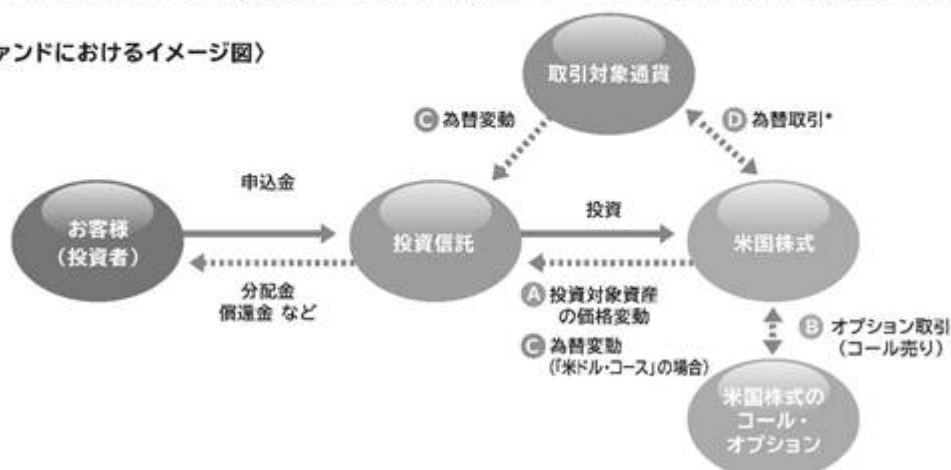 ァンドにおけるイメージ図〉
取引対象通貨
Ⓒ 為替変動
Ⓓ 為替取引*
申込金
お客様
（投資者）
投資信託
投資
米国株式
分配金
償還金 など
Ⓐ 投資対象資産
の価格変動
Ⓒ 為替変動
(「米ドル・コース」の場合)
Ⓑ オプション取引
（コール売り）
米国株式の
コール・
オプション